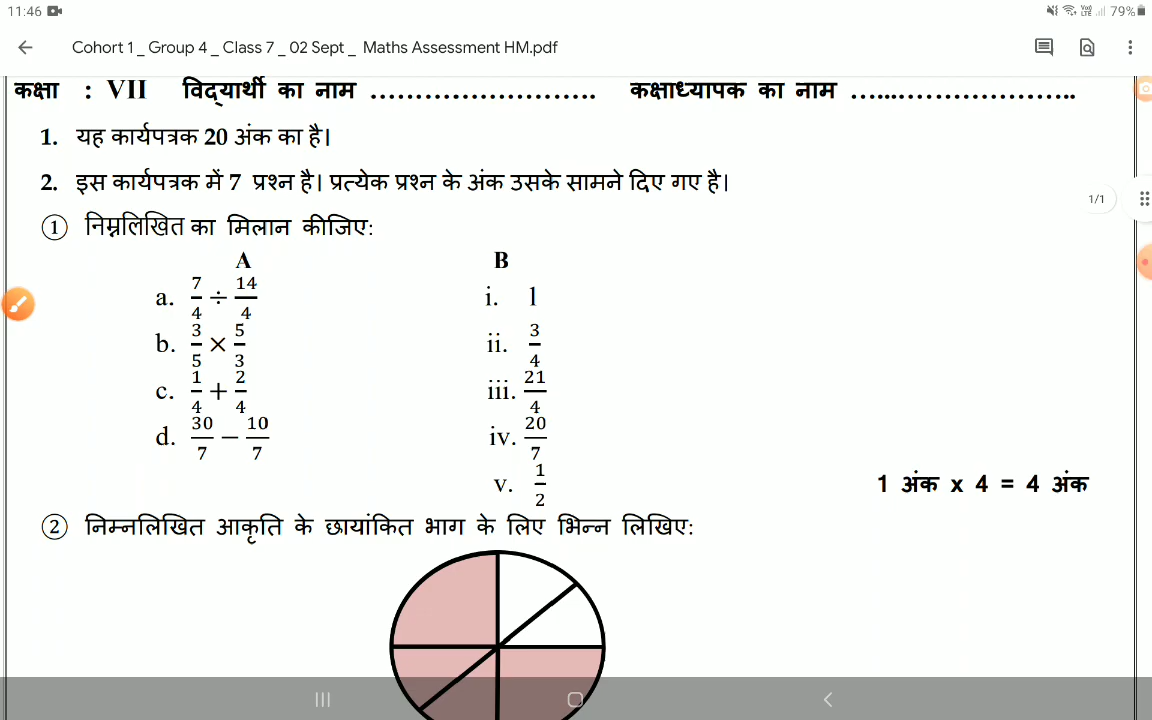 11:46 79%
Cohort 1 _ Group 4 _ Class 7 _ 02 Sept _ Maths Assessment HM.pdf
कक्षा : VII विद्यार्थी का नाम ......................... कक्षाध्यापक का नाम .........................
1. यह कार्यपत्रक 20 अंक का है।
2. इस कार्यपत्रक में 7 प्रश्न है। प्रत्येक प्रश्न के अंक उसके सामने दिए गए है।
1/1
① निम्नलिखित का मिलान कीजिए:
A B
a. 7/4 ÷ 14/4 i. 1
b. 3/5 × 5/3 ii. 3/4
c. 1/4 + 2/4 iii. 21/4
d. 30/7 − 10/7 iv. 20/7
v. 1/2
1 अंक x 4 = 4 अंक
② निम्नलिखित आकृति के छायांकित भाग के लिए भिन्न लिखिए: